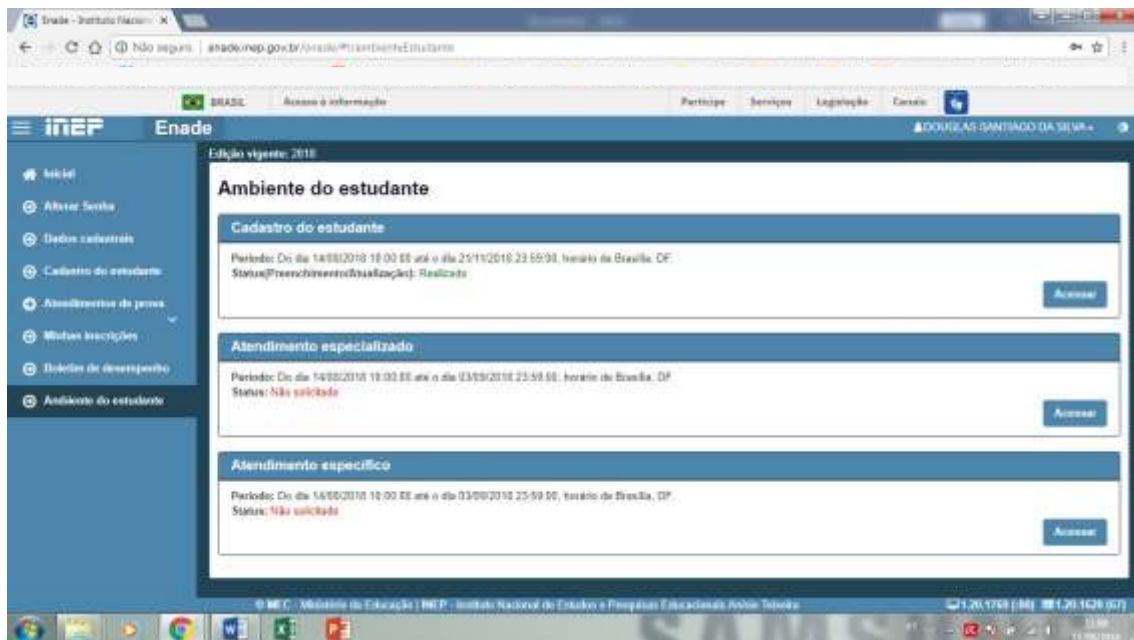 Enade - Instituto Nacion
Não seguro | enade.inep.gov.br/enade/#!/ambienteEstudante
BRASIL Acesso à informação Participe Serviços Legislação Canais
inep Enade DOUGLAS SANTIAGO DA SILVA
Edição vigente: 2018
Inicial
Alterar Senha
Dados cadastrais
Cadastro do estudante
Atendimentos de prova
Minhas inscrições
Boletim de desempenho
Ambiente do estudante
Ambiente do estudante
Cadastro do estudante
Período: Do dia 14/08/2018 10:00:00 até o dia 21/11/2018 23:59:00, horário de Brasília, DF.
Status(Preenchimento/Atualização): Realizado
Acessar
Atendimento especializado
Período: Do dia 14/08/2018 10:00:00 até o dia 03/09/2018 23:59:00, horário de Brasília, DF.
Status: Não solicitado
Acessar
Atendimento específico
Período: Do dia 14/08/2018 10:00:00 até o dia 03/09/2018 23:59:00, horário de Brasília, DF.
Status: Não solicitado
Acessar
© MEC - Ministério da Educação | INEP - Instituto Nacional de Estudos e Pesquisas Educacionais Anísio Teixeira
SAMS